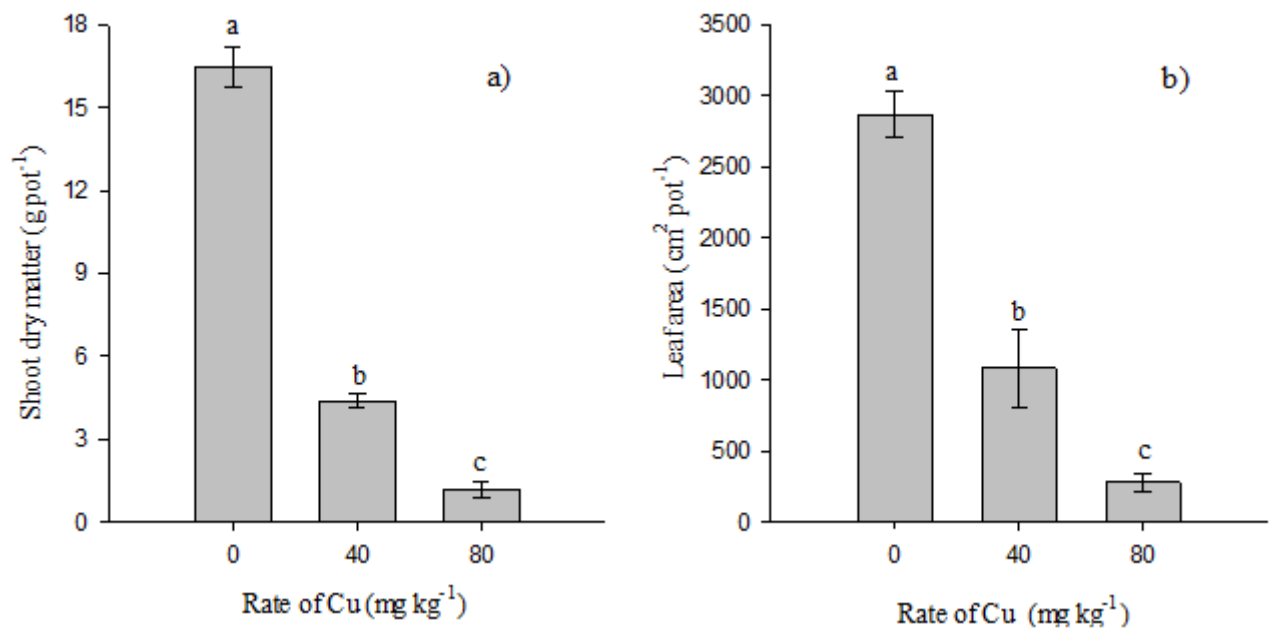 18
15
12
9
6
3
0
Shoot dry matter (g pot⁻¹)
a
b
c
a)
0 40 80
Rate of Cu (mg kg⁻¹)
3500
3000
2500
2000
1500
1000
500
0
Leaf area (cm² pot⁻¹)
a
b
c
b)
0 40 80
Rate of Cu (mg kg⁻¹)